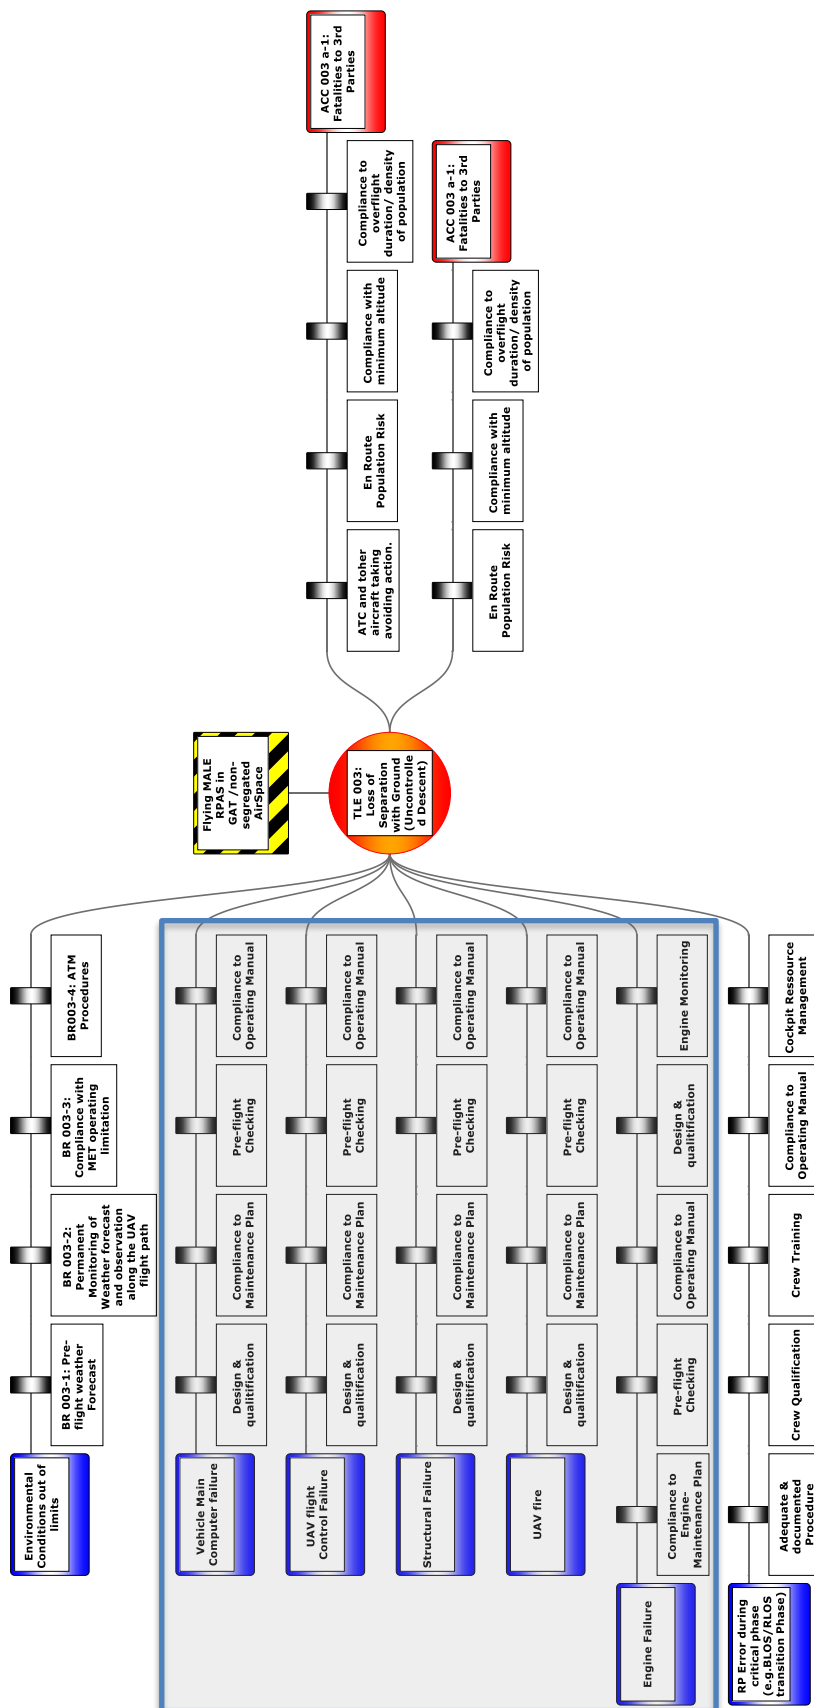 Environmental
Conditions out of
limits
BR 003-1: Pre-
flight weather
Forecast
BR 003-2:
Permanent
Monitoring of
Weather forecast
and observation
along the UAV
flight path
BR 003-3:
Compliance with
MET operating
limitation
BR003-4: ATM
Procedures
Vehicle Main
Computer failure
Design &
qualitification
Compliance to
Maintenance Plan
Pre-flight
Checking
Compliance to
Operating Manual
UAV flight
Control Failure
Design &
qualitification
Compliance to
Maintenance Plan
Pre-flight
Checking
Compliance to
Operating Manual
Structural Failure
Design &
qualitification
Compliance to
Maintenance Plan
Pre-flight
Checking
Compliance to
Operating Manual
UAV fire
Design &
qualitification
Compliance to
Maintenance Plan
Pre-flight
Checking
Compliance to
Operating Manual
Engine Failure
Compliance to
Engine-
Maintenance Plan
Pre-flight
Checking
Compliance to
Operating Manual
Design &
qualitification
Engine Monitoring
RP Error during
critical phase
(e.g.BLOS/RLOS
transition Phase)
Adequate &
documented
Procedure
Crew Qualification
Crew Training
Compliance to
Operating Manual
Cockpit Ressource
Management
Flying MALE
RPAS in
GAT /non-
segregated
AirSpace
TLE 003:
Loss of
Separation
with Ground
(Uncontrolle
d Descent)
ATC and toher
aircraft taking
avoiding action.
En Route
Population Risk
Compliance with
minimum altitude
Compliance to
overflight
duration/ density
of population
ACC 003 a-1:
Fatalities to 3rd
Parties
En Route
Population Risk
Compliance with
minimum altitude
Compliance to
overflight
duration/ density
of population
ACC 003 a-1:
Fatalities to 3rd
Parties